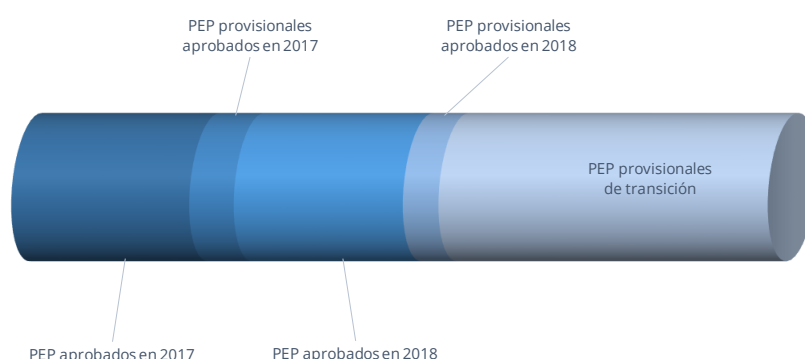 PEP provisionales
aprobados en 2017
PEP provisionales
aprobados en 2018
PEP provisionales
de transición
PEP aprobados en 2017
PEP aprobados en 2018